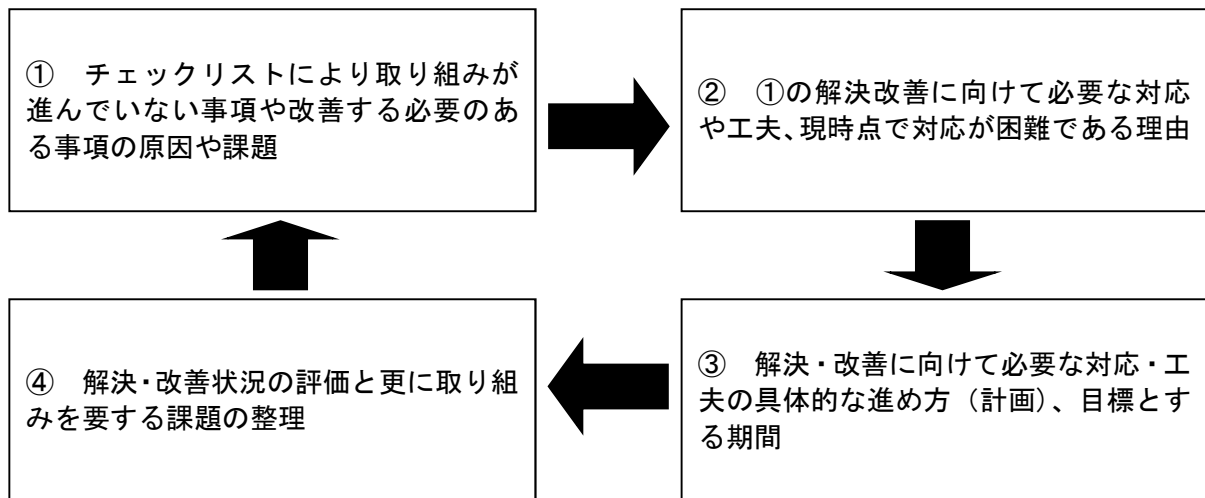 ① チェックリストにより取り組みが
進んでいない事項や改善する必要のあ
る事項の原因や課題
② ①の解決改善に向けて必要な対応
や工夫、現時点で対応が困難である理由
③ 解決・改善に向けて必要な対応・工
夫の具体的な進め方（計画）、目標とす
る期間
④ 解決・改善状況の評価と更に取り組
みを要する課題の整理